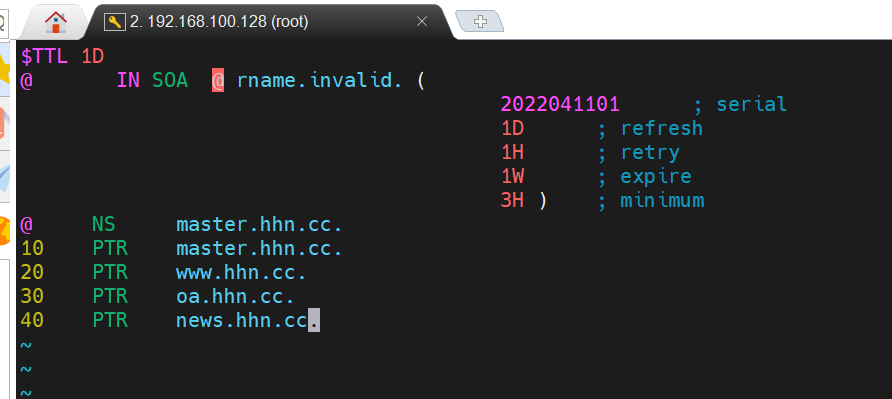 2. 192.168.100.128 (root)
$TTL 1D
@ IN SOA @ rname.invalid. (
2022041101 ; serial
1D ; refresh
1H ; retry
1W ; expire
3H ) ; minimum
@ NS master.hhn.cc.
10 PTR master.hhn.cc.
20 PTR www.hhn.cc.
30 PTR oa.hhn.cc.
40 PTR news.hhn.cc.
~
~
~